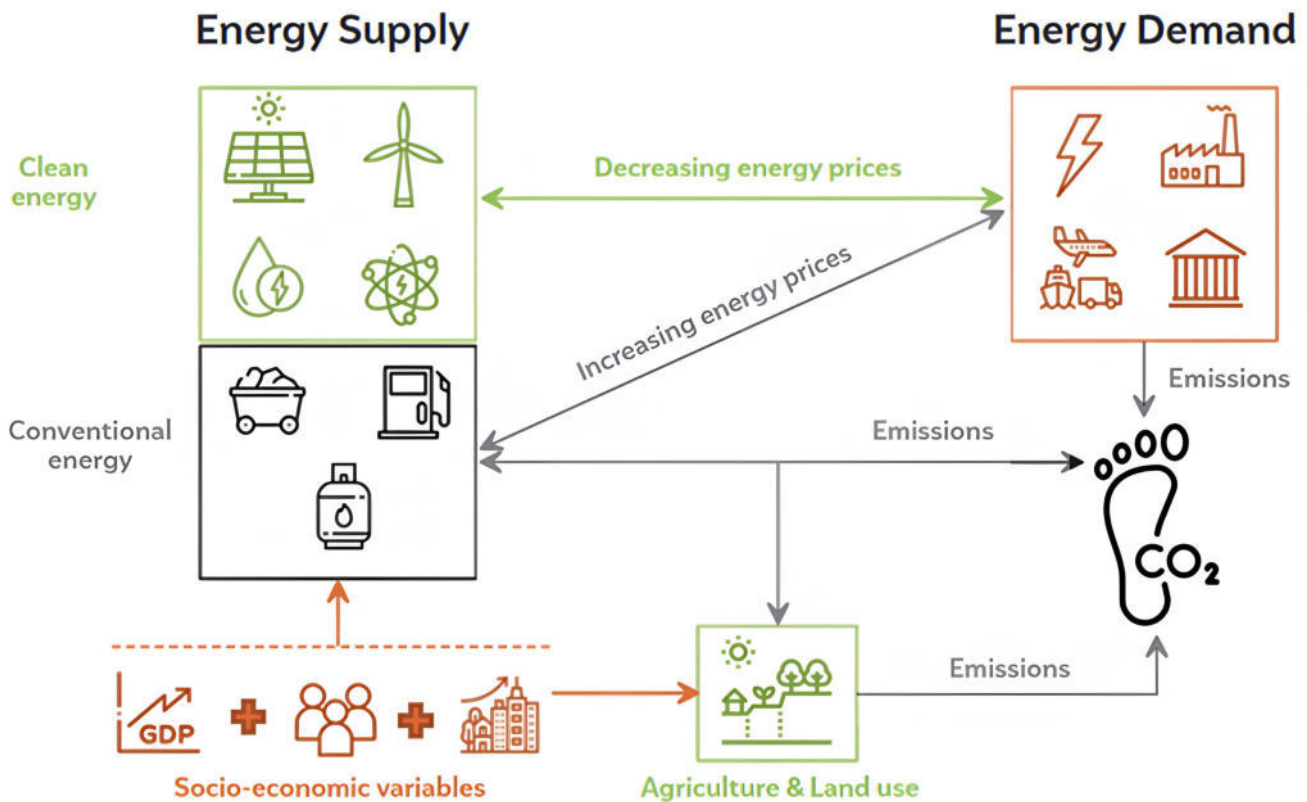 Energy Supply
Energy Demand
Clean
energy
Decreasing energy prices
Increasing energy prices
Emissions
Conventional
energy
Emissions
CO₂
Emissions
GDP
Socio-economic variables
Agriculture & Land use